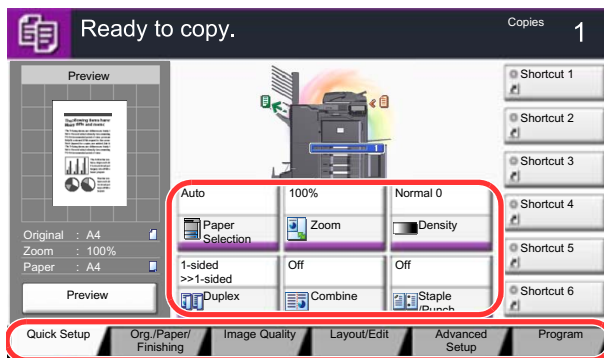 Ready to copy.
Copies 1
Preview
Original : A4
Zoom : 100%
Paper : A4
Preview
1
Auto
Paper
Selection
100%
Zoom
Normal 0
Density
1-sided
>>1-sided
Duplex
Off
Combine
Off
Staple
/Punch
Shortcut 1
Shortcut 2
Shortcut 3
Shortcut 4
Shortcut 5
Shortcut 6
Quick Setup
Org./Paper/
Finishing
Image Quality
Layout/Edit
Advanced
Setup
Program